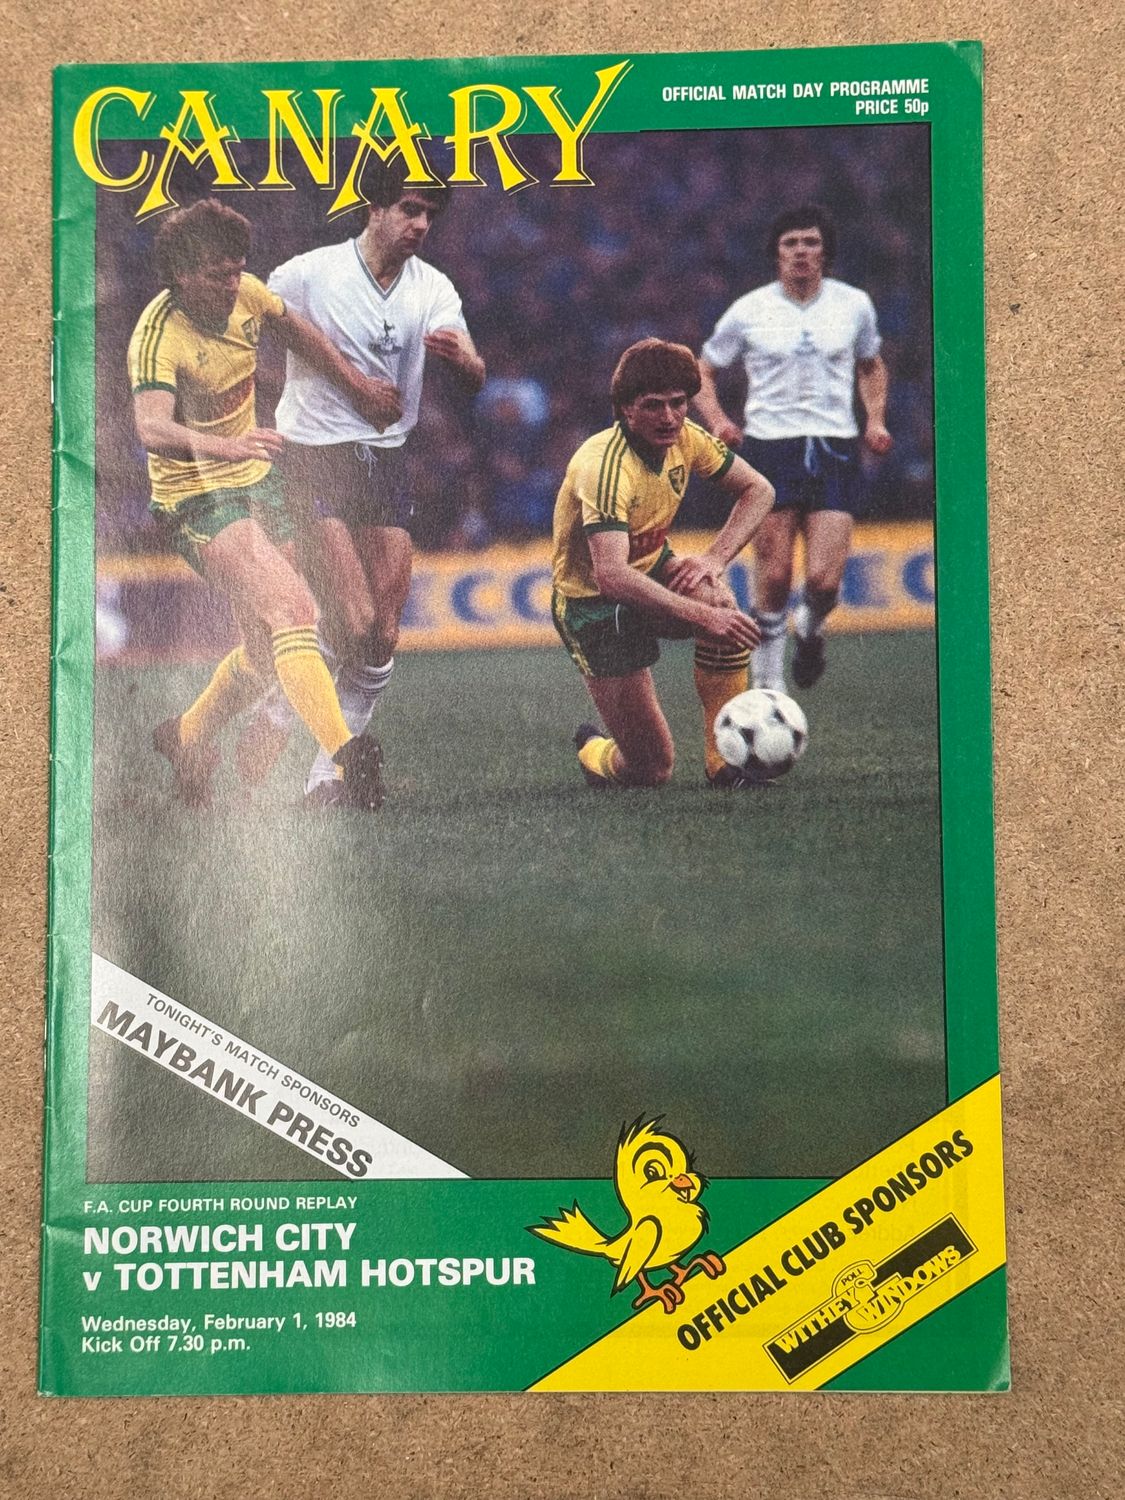 CANARY
OFFICIAL MATCH DAY PROGRAMME
PRICE 50p
TONIGHT'S MATCH SPONSORS
MAYBANK PRESS
F.A. CUP FOURTH ROUND REPLAY
NORWICH CITY
v TOTTENHAM HOTSPUR
Wednesday, February 1, 1984
Kick Off 7.30 p.m.
OFFICIAL CLUB SPONSORS
POLL
WITHEY WINDOWS